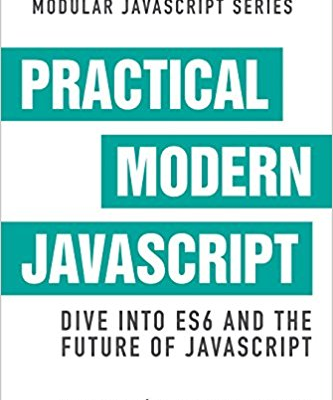 MODULAR JAVASCRIPT SERIES
PRACTICAL
MODERN
JAVASCRIPT
DIVE INTO ES6 AND THE
FUTURE OF JAVASCRIPT